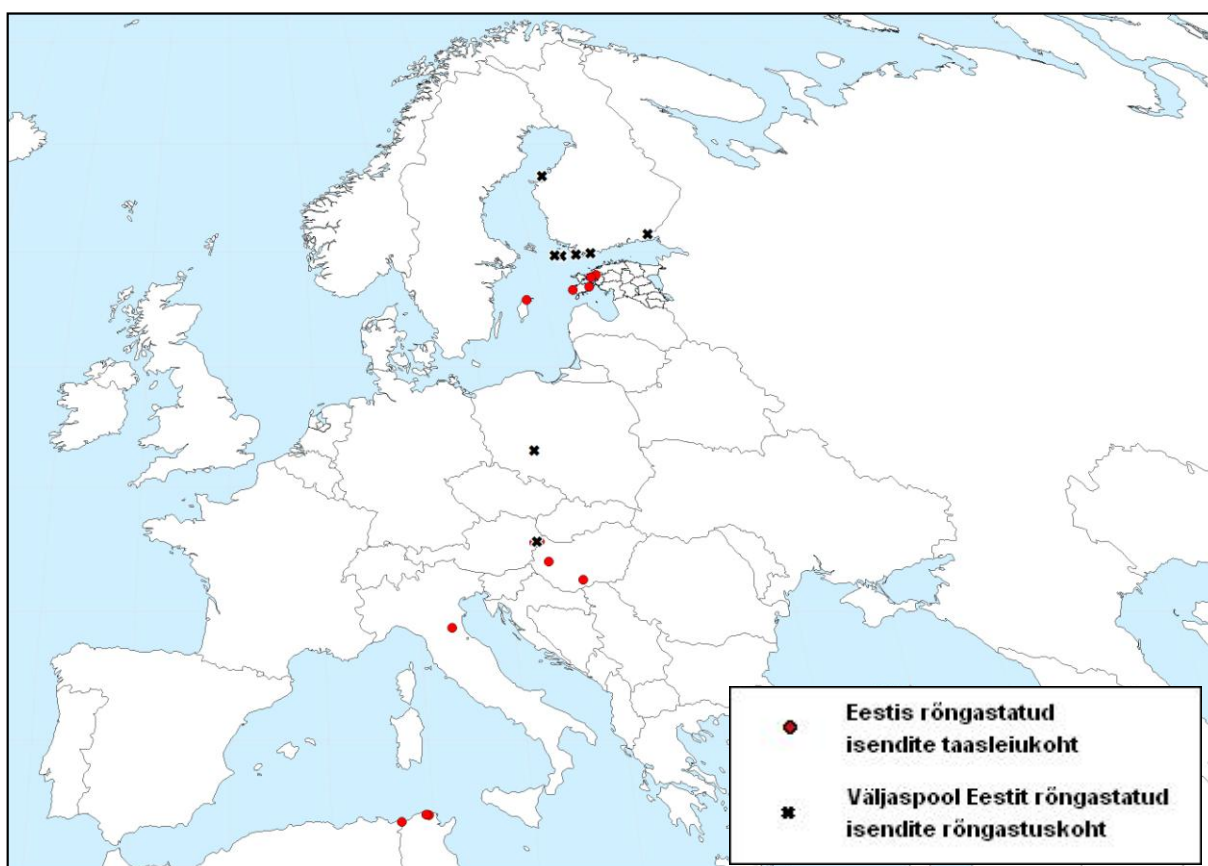 Eestis rõngastatud
isendite taasleiukoht
Väljaspool Eestit rõngastatud
isendite rõngastuskoht